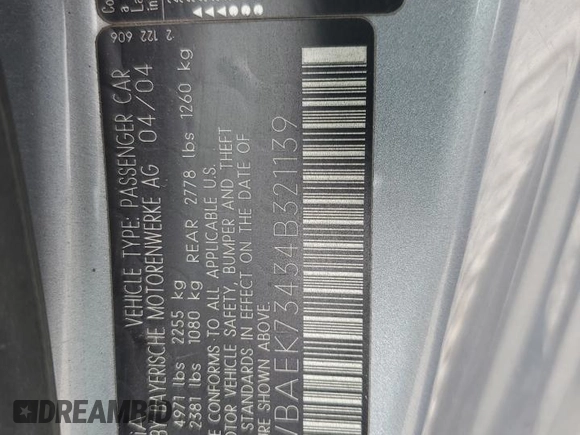 2 122 606
VEHICLE TYPE: PASSENGER CAR
BY BAYERISCHE MOTORENWERKE AG 04/04
4971 lbs 2255 kg
2381 lbs 1080 kg REAR 2778 lbs 1260 kg
CONFORMS TO ALL APPLICABLE U.S.
VEHICLE SAFETY, BUMPER AND THEFT
STANDARDS IN EFFECT ON THE DATE OF
SHOWN ABOVE.
WBAEK73434B321139
DREAMBID